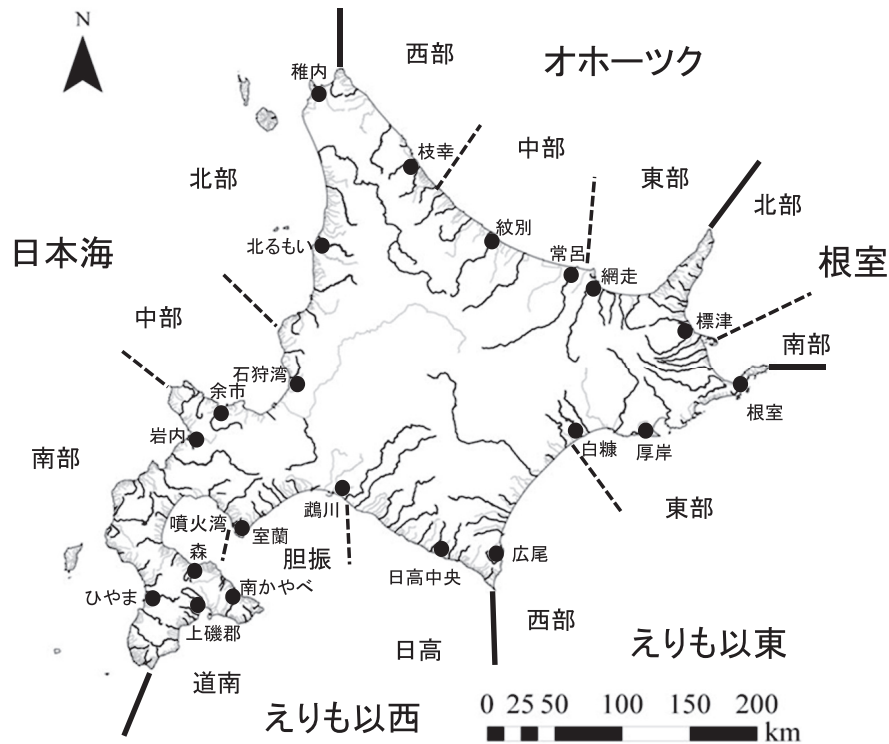 N
西部
オホーツク
稚内
枝幸
中部
東部
北部
北部
紋別
日本海
北るもい
常呂
網走
根室
標津
中部
南部
石狩湾
余市
根室
岩内
白糠
厚岸
南部
東部
鵡川
噴火湾
室蘭
胆振
森
日高中央
広尾
ひやま
南かやべ
上磯郡
西部
日高
えりも以東
道南
えりも以西
0 25 50 100 150 200
km